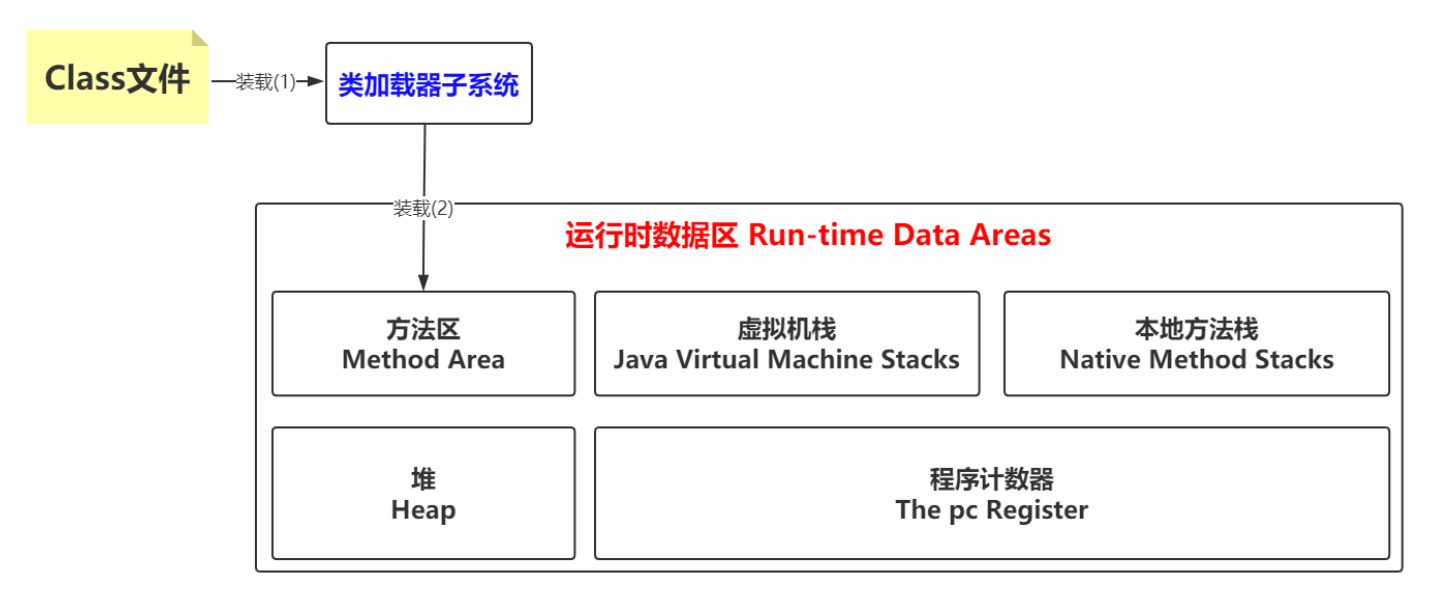 Class文件
装载(1)
类加载器子系统
装载(2)
运行时数据区 Run-time Data Areas
方法区
Method Area
虚拟机栈
Java Virtual Machine Stacks
本地方法栈
Native Method Stacks
堆
Heap
程序计数器
The pc Register